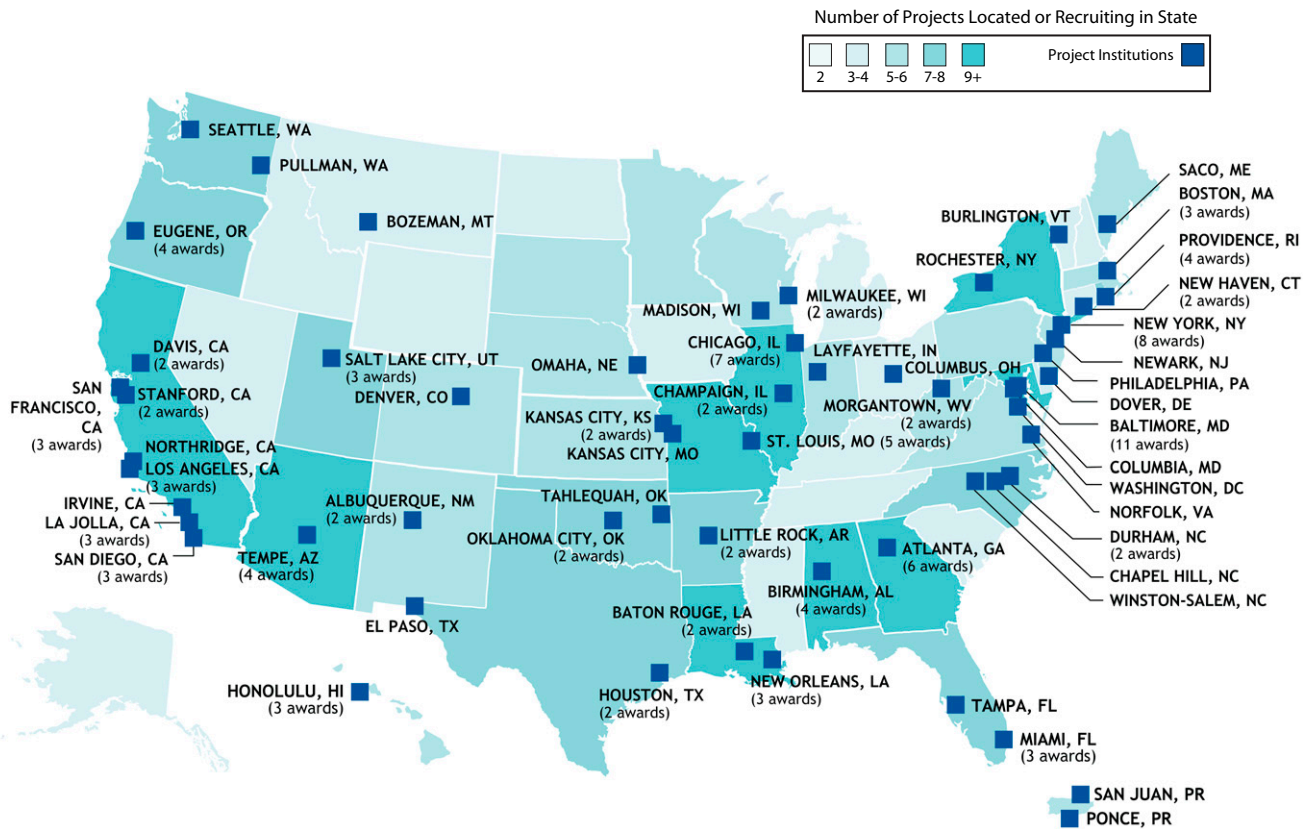 Number of Projects Located or Recruiting in State
2
3-4
5-6
7-8
9+
Project Institutions
SEATTLE, WA
PULLMAN, WA
BOZEMAN, MT
EUGENE, OR
(4 awards)
SACO, ME
BOSTON, MA
(3 awards)
BURLINGTON, VT
PROVIDENCE, RI
(4 awards)
ROCHESTER, NY
NEW HAVEN, CT
(2 awards)
MADISON, WI
MILWAUKEE, WI
(2 awards)
NEW YORK, NY
(8 awards)
CHICAGO, IL
(7 awards)
LAYFAYETTE, IN
COLUMBUS, OH
NEWARK, NJ
PHILADELPHIA, PA
DOVER, DE
DAVIS, CA
(2 awards)
SALT LAKE CITY, UT
(3 awards)
DENVER, CO
OMAHA, NE
SAN
FRANCISCO,
CA
(3 awards)
STANFORD, CA
(2 awards)
CHAMPAIGN, IL
(2 awards)
MORGANTOWN, WV
(2 awards)
KANSAS CITY, KS
(2 awards)
KANSAS CITY, MO
ST. LOUIS, MO (5 awards)
BALTIMORE, MD
(11 awards)
COLUMBIA, MD
WASHINGTON, DC
NORFOLK, VA
NORTHRIDGE, CA
LOS ANGELES, CA
(3 awards)
IRVINE, CA
LA JOLLA, CA
(3 awards)
SAN DIEGO, CA
(3 awards)
TEMPE, AZ
(4 awards)
ALBUQUERQUE, NM
(2 awards)
TAHLEQUAH, OK
OKLAHOMA CITY, OK
(2 awards)
LITTLE ROCK, AR
(2 awards)
ATLANTA, GA
(6 awards)
DURHAM, NC
(2 awards)
CHAPEL HILL, NC
WINSTON-SALEM, NC
BIRMINGHAM, AL
(4 awards)
BATON ROUGE, LA
(2 awards)
EL PASO, TX
HONOLULU, HI
(3 awards)
HOUSTON, TX
(2 awards)
NEW ORLEANS, LA
(3 awards)
TAMPA, FL
MIAMI, FL
(3 awards)
SAN JUAN, PR
PONCE, PR